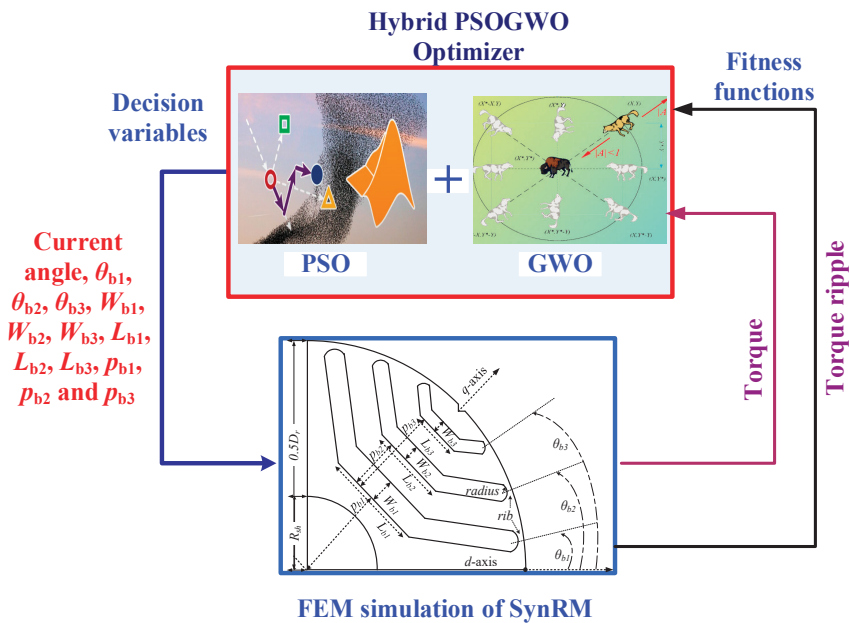 Hybrid PSOGWO
Optimizer
Decision
variables
Fitness
functions
(X*-X,Y)
(X*,Y)
(X,Y)
|A|<1
(X*,Y*)
(X,Y*)
(X,Y*-Y)
+
PSO
GWO
Current
angle, θb1,
θb2, θb3, Wb1,
Wb2, Wb3, Lb1,
Lb2, Lb3, pb1,
pb2 and pb3
0.5Dr
Rsh
q-axis
pb3
Wb3
Lb3
pb2
Wb2
Lb2
pb1
Wb1
Lb1
radius
rib
d-axis
θb3
θb2
θb1
Torque
Torque ripple
FEM simulation of SynRM